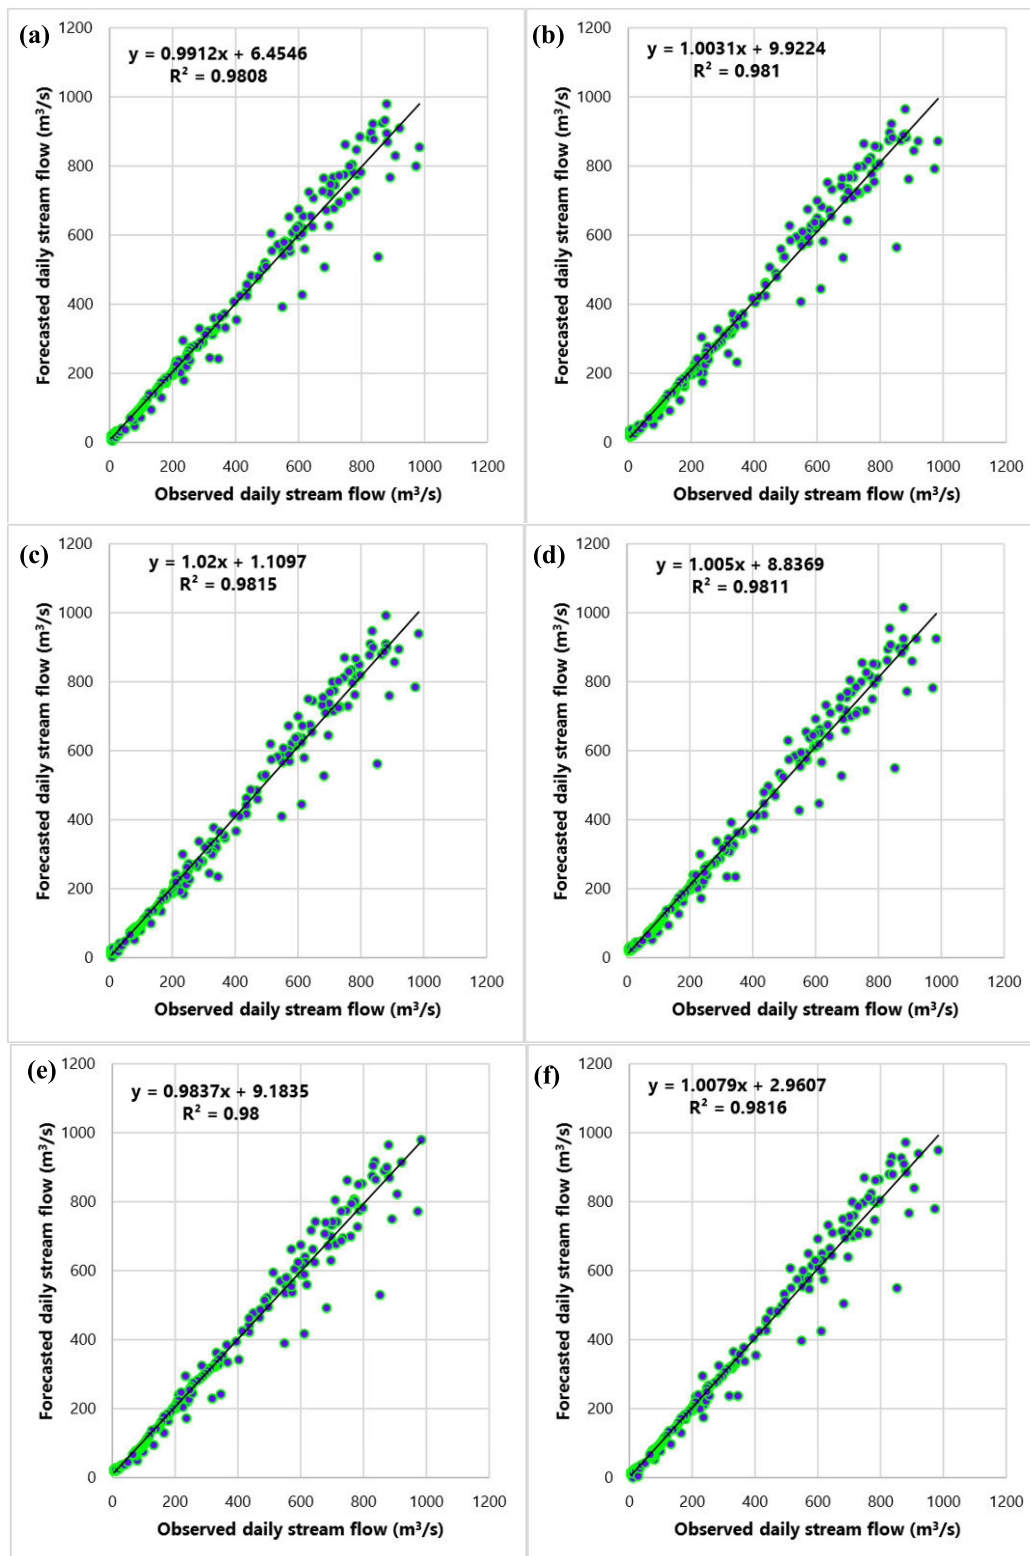 (a)
y = 0.9912x + 6.4546
R² = 0.9808
1200
1000
800
600
400
200
0
0 200 400 600 800 1000 1200
Forecasted daily stream flow (m³/s)
Observed daily stream flow (m³/s)
(b)
y = 1.0031x + 9.9224
R² = 0.981
1200
1000
800
600
400
200
0
0 200 400 600 800 1000 1200
Forecasted daily stream flow (m³/s)
Observed daily stream flow (m³/s)
(c)
y = 1.02x + 1.1097
R² = 0.9815
1200
1000
800
600
400
200
0
0 200 400 600 800 1000 1200
Forecasted daily stream flow (m³/s)
Observed daily stream flow (m³/s)
(d)
y = 1.005x + 8.8369
R² = 0.9811
1200
1000
800
600
400
200
0
0 200 400 600 800 1000 1200
Forecasted daily stream flow (m³/s)
Observed daily stream flow (m³/s)
(e)
y = 0.9837x + 9.1835
R² = 0.98
1200
1000
800
600
400
200
0
0 200 400 600 800 1000 1200
Forecasted daily stream flow (m³/s)
Observed daily stream flow (m³/s)
(f)
y = 1.0079x + 2.9607
R² = 0.9816
1200
1000
800
600
400
200
0
0 200 400 600 800 1000 1200
Forecasted daily stream flow (m³/s)
Observed daily stream flow (m³/s)